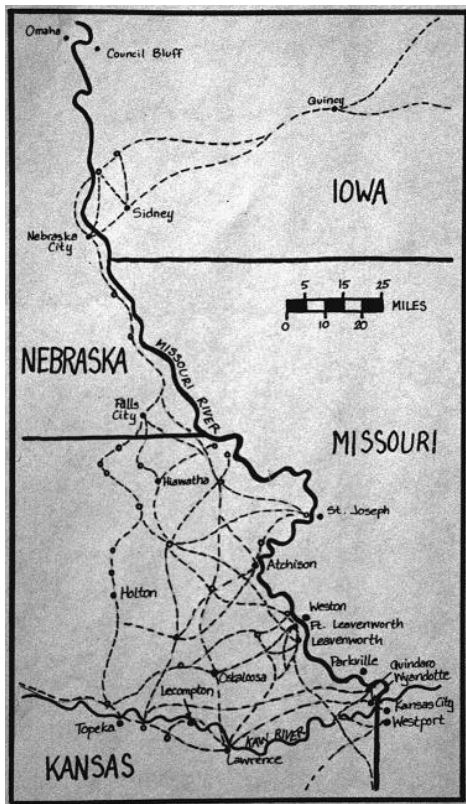 Omaha
Council Bluff
Quincy
IOWA
Sidney
Nebraska
City
5 15 25
MILES
0 10 20
NEBRASKA
MISSOURI RIVER
Falls
City
MISSOURI
Hiawatha
St. Joseph
Atchison
Holton
Weston
Ft. Leavenworth
Leavenworth
Parkville
Quindaro
Wyandotte
Oskaloosa
Lecompton
Kansas City
Westport
Topeka
KAW RIVER
Lawrence
KANSAS